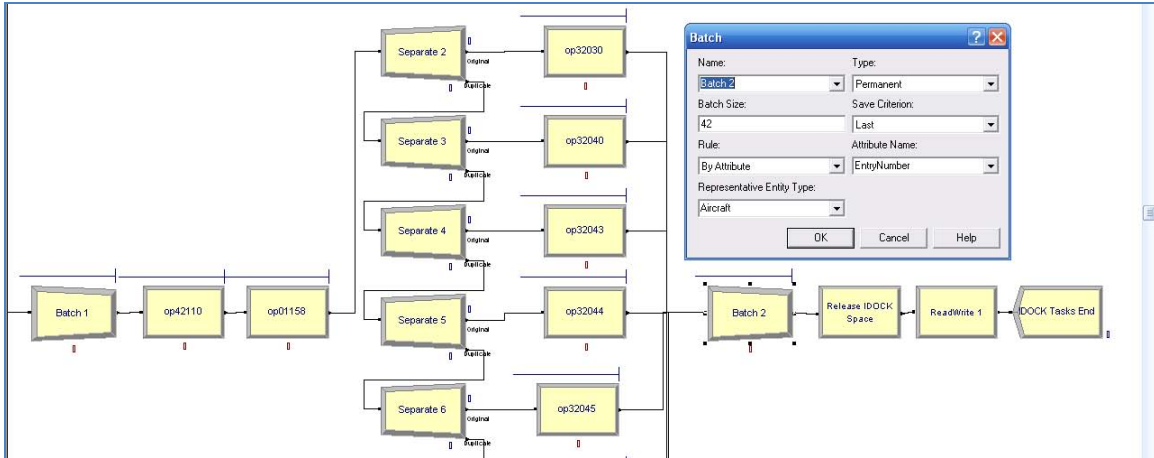 Separate 2
Original
Duplicate
op32030
Separate 3
Original
Duplicate
op32040
Separate 4
Original
Duplicate
op32043
Batch 1
op42110
op01158
Separate 5
Original
Duplicate
op32044
Separate 6
Original
Duplicate
op32045
Batch
Name:
Type:
Batch 2
Permanent
Batch Size:
Save Criterion:
42
Last
Rule:
Attribute Name:
By Attribute
EntryNumber
Representative Entity Type:
Aircraft
OK
Cancel
Help
Batch 2
Release IDOCK
Space
ReadWrite 1
IDOCK Tasks End